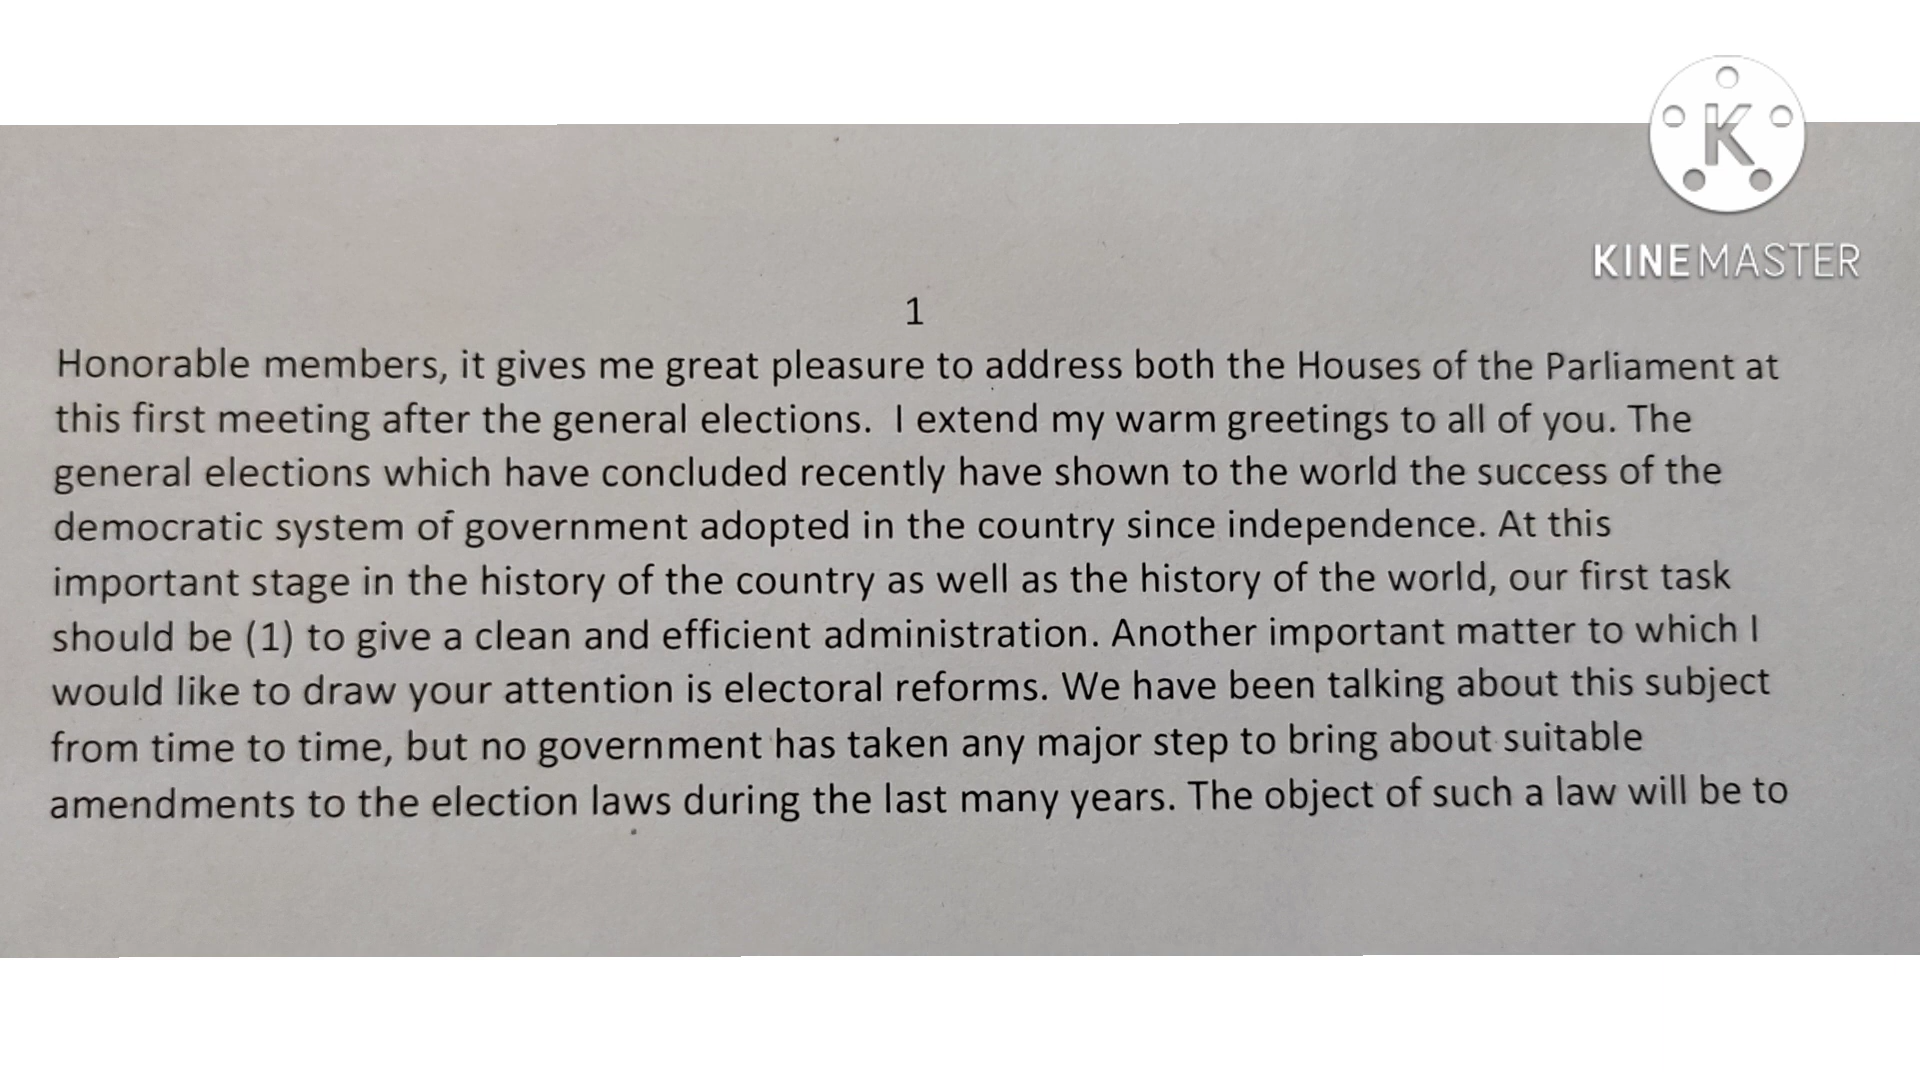 K
KINEMASTER
1
Honorable members, it gives me great pleasure to address both the Houses of the Parliament at
this first meeting after the general elections.  I extend my warm greetings to all of you. The
general elections which have concluded recently have shown to the world the success of the
democratic system of government adopted in the country since independence. At this
important stage in the history of the country as well as the history of the world, our first task
should be (1) to give a clean and efficient administration. Another important matter to which I
would like to draw your attention is electoral reforms. We have been talking about this subject
from time to time, but no government has taken any major step to bring about suitable
amendments to the election laws during the last many years. The object of such a law will be to